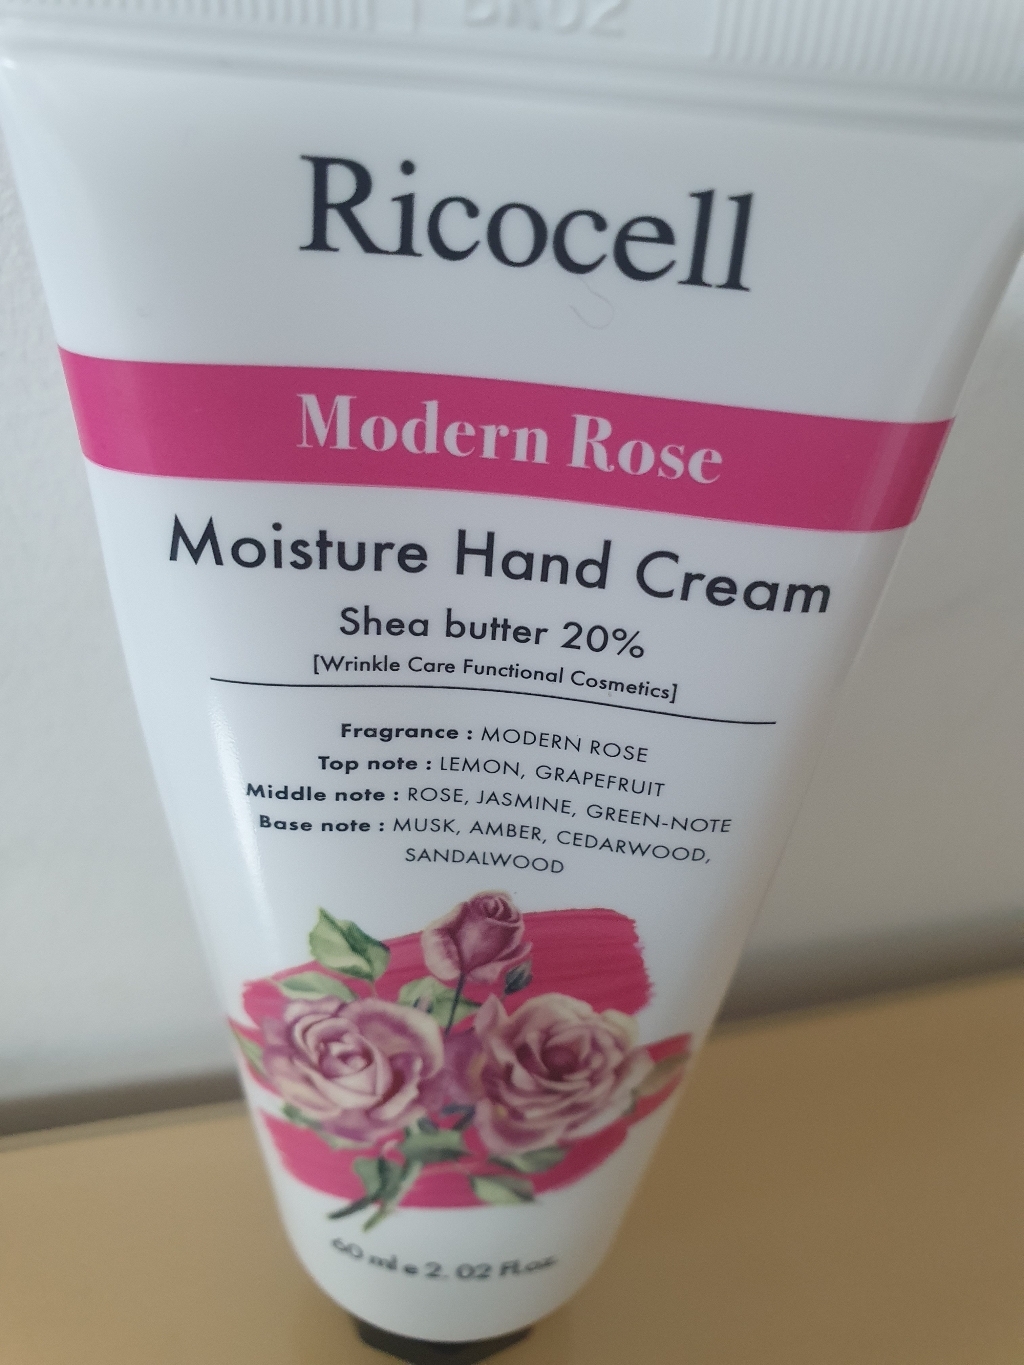 Ricocell
Modern Rose
Moisture Hand Cream
Shea butter 20%
[Wrinkle Care Functional Cosmetics]
Fragrance : MODERN ROSE
Top note : LEMON, GRAPEFRUIT
Middle note : ROSE, JASMINE, GREEN-NOTE
Base note : MUSK, AMBER, CEDARWOOD,
SANDALWOOD
60 ml e 2. 02 Fl.oz